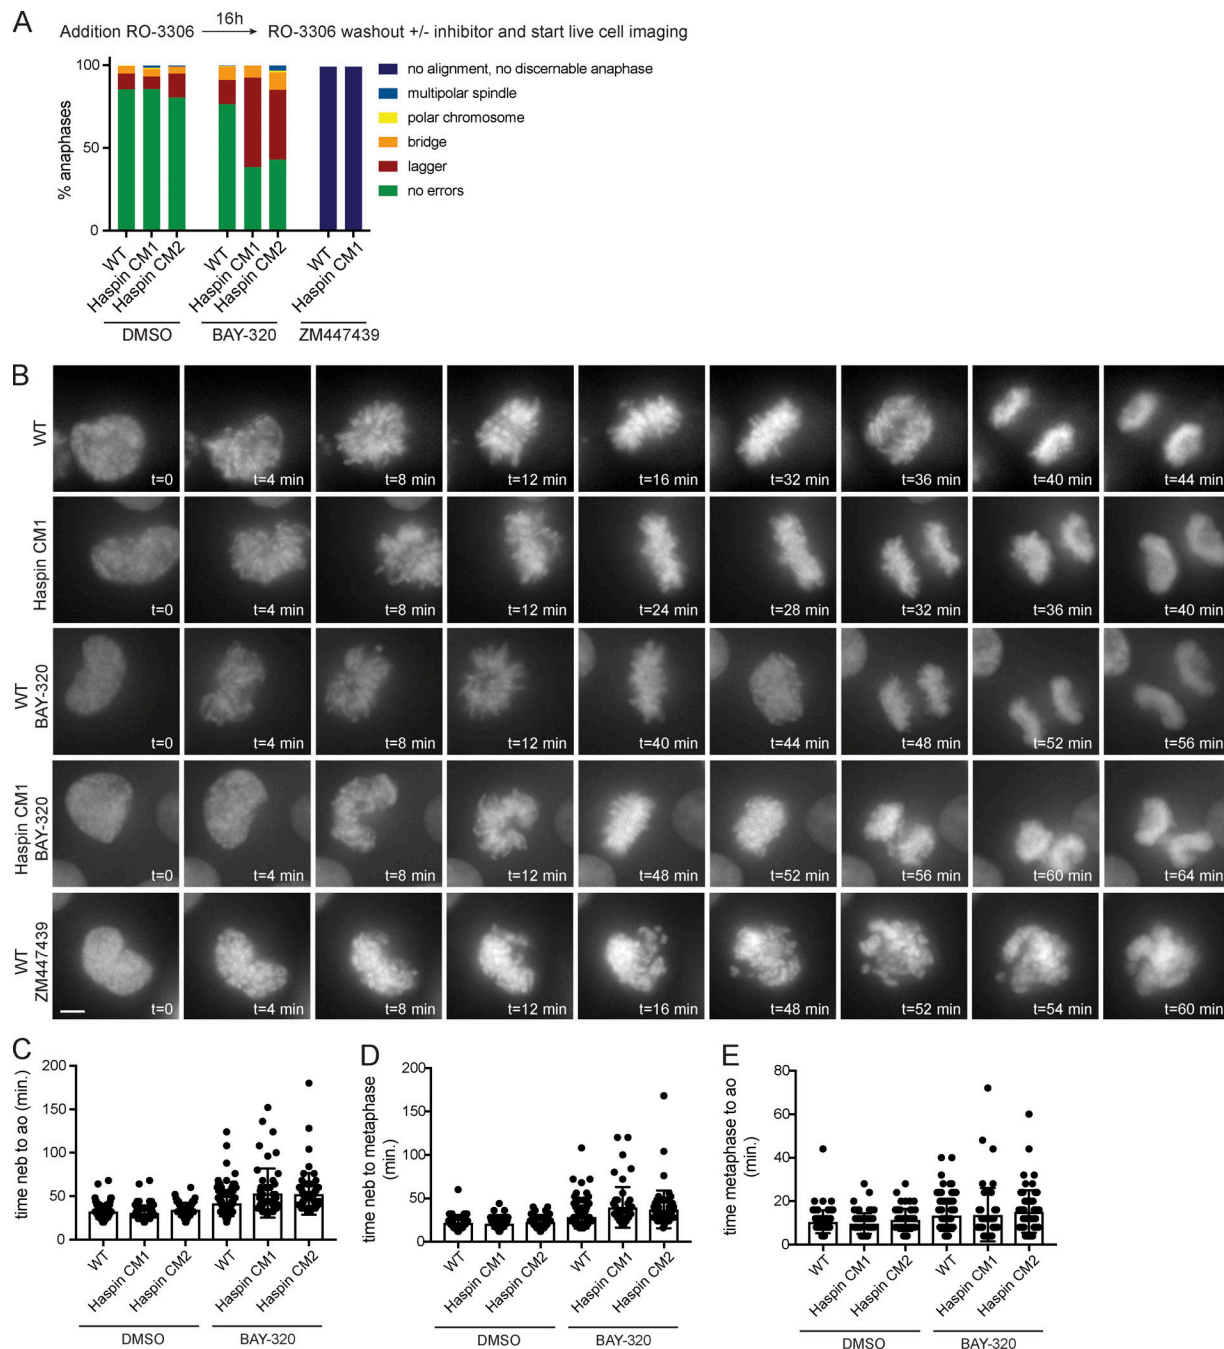 A
Addition RO-3306 16h RO-3306 washout +/- inhibitor and start live cell imaging
% anaphases
100
50
0
WT
Haspin CM1
Haspin CM2
WT
Haspin CM1
Haspin CM2
WT
Haspin CM1
DMSO
BAY-320
ZM447439
no alignment, no discernable anaphase
multipolar spindle
polar chromosome
bridge
lagger
no errors
B
WT
t=0 t=4 min t=8 min t=12 min t=16 min t=32 min t=36 min t=40 min t=44 min
Haspin CM1
t=0 t=4 min t=8 min t=12 min t=24 min t=28 min t=32 min t=36 min t=40 min
WT
BAY-320
t=0 t=4 min t=8 min t=12 min t=40 min t=44 min t=48 min t=52 min t=56 min
Haspin CM1
BAY-320
t=0 t=4 min t=8 min t=12 min t=48 min t=52 min t=56 min t=60 min t=64 min
WT
ZM447439
t=0 t=4 min t=8 min t=12 min t=16 min t=48 min t=52 min t=54 min t=60 min
C
time neb to ao (min.)
200
150
100
50
0
WT
Haspin CM1
Haspin CM2
WT
Haspin CM1
Haspin CM2
DMSO
BAY-320
D
time neb to metaphase
(min.)
200
150
100
50
0
WT
Haspin CM1
Haspin CM2
WT
Haspin CM1
Haspin CM2
DMSO
BAY-320
E
time metaphase to ao
(min.)
80
60
40
20
0
WT
Haspin CM1
Haspin CM2
WT
Haspin CM1
Haspin CM2
DMSO
BAY-320